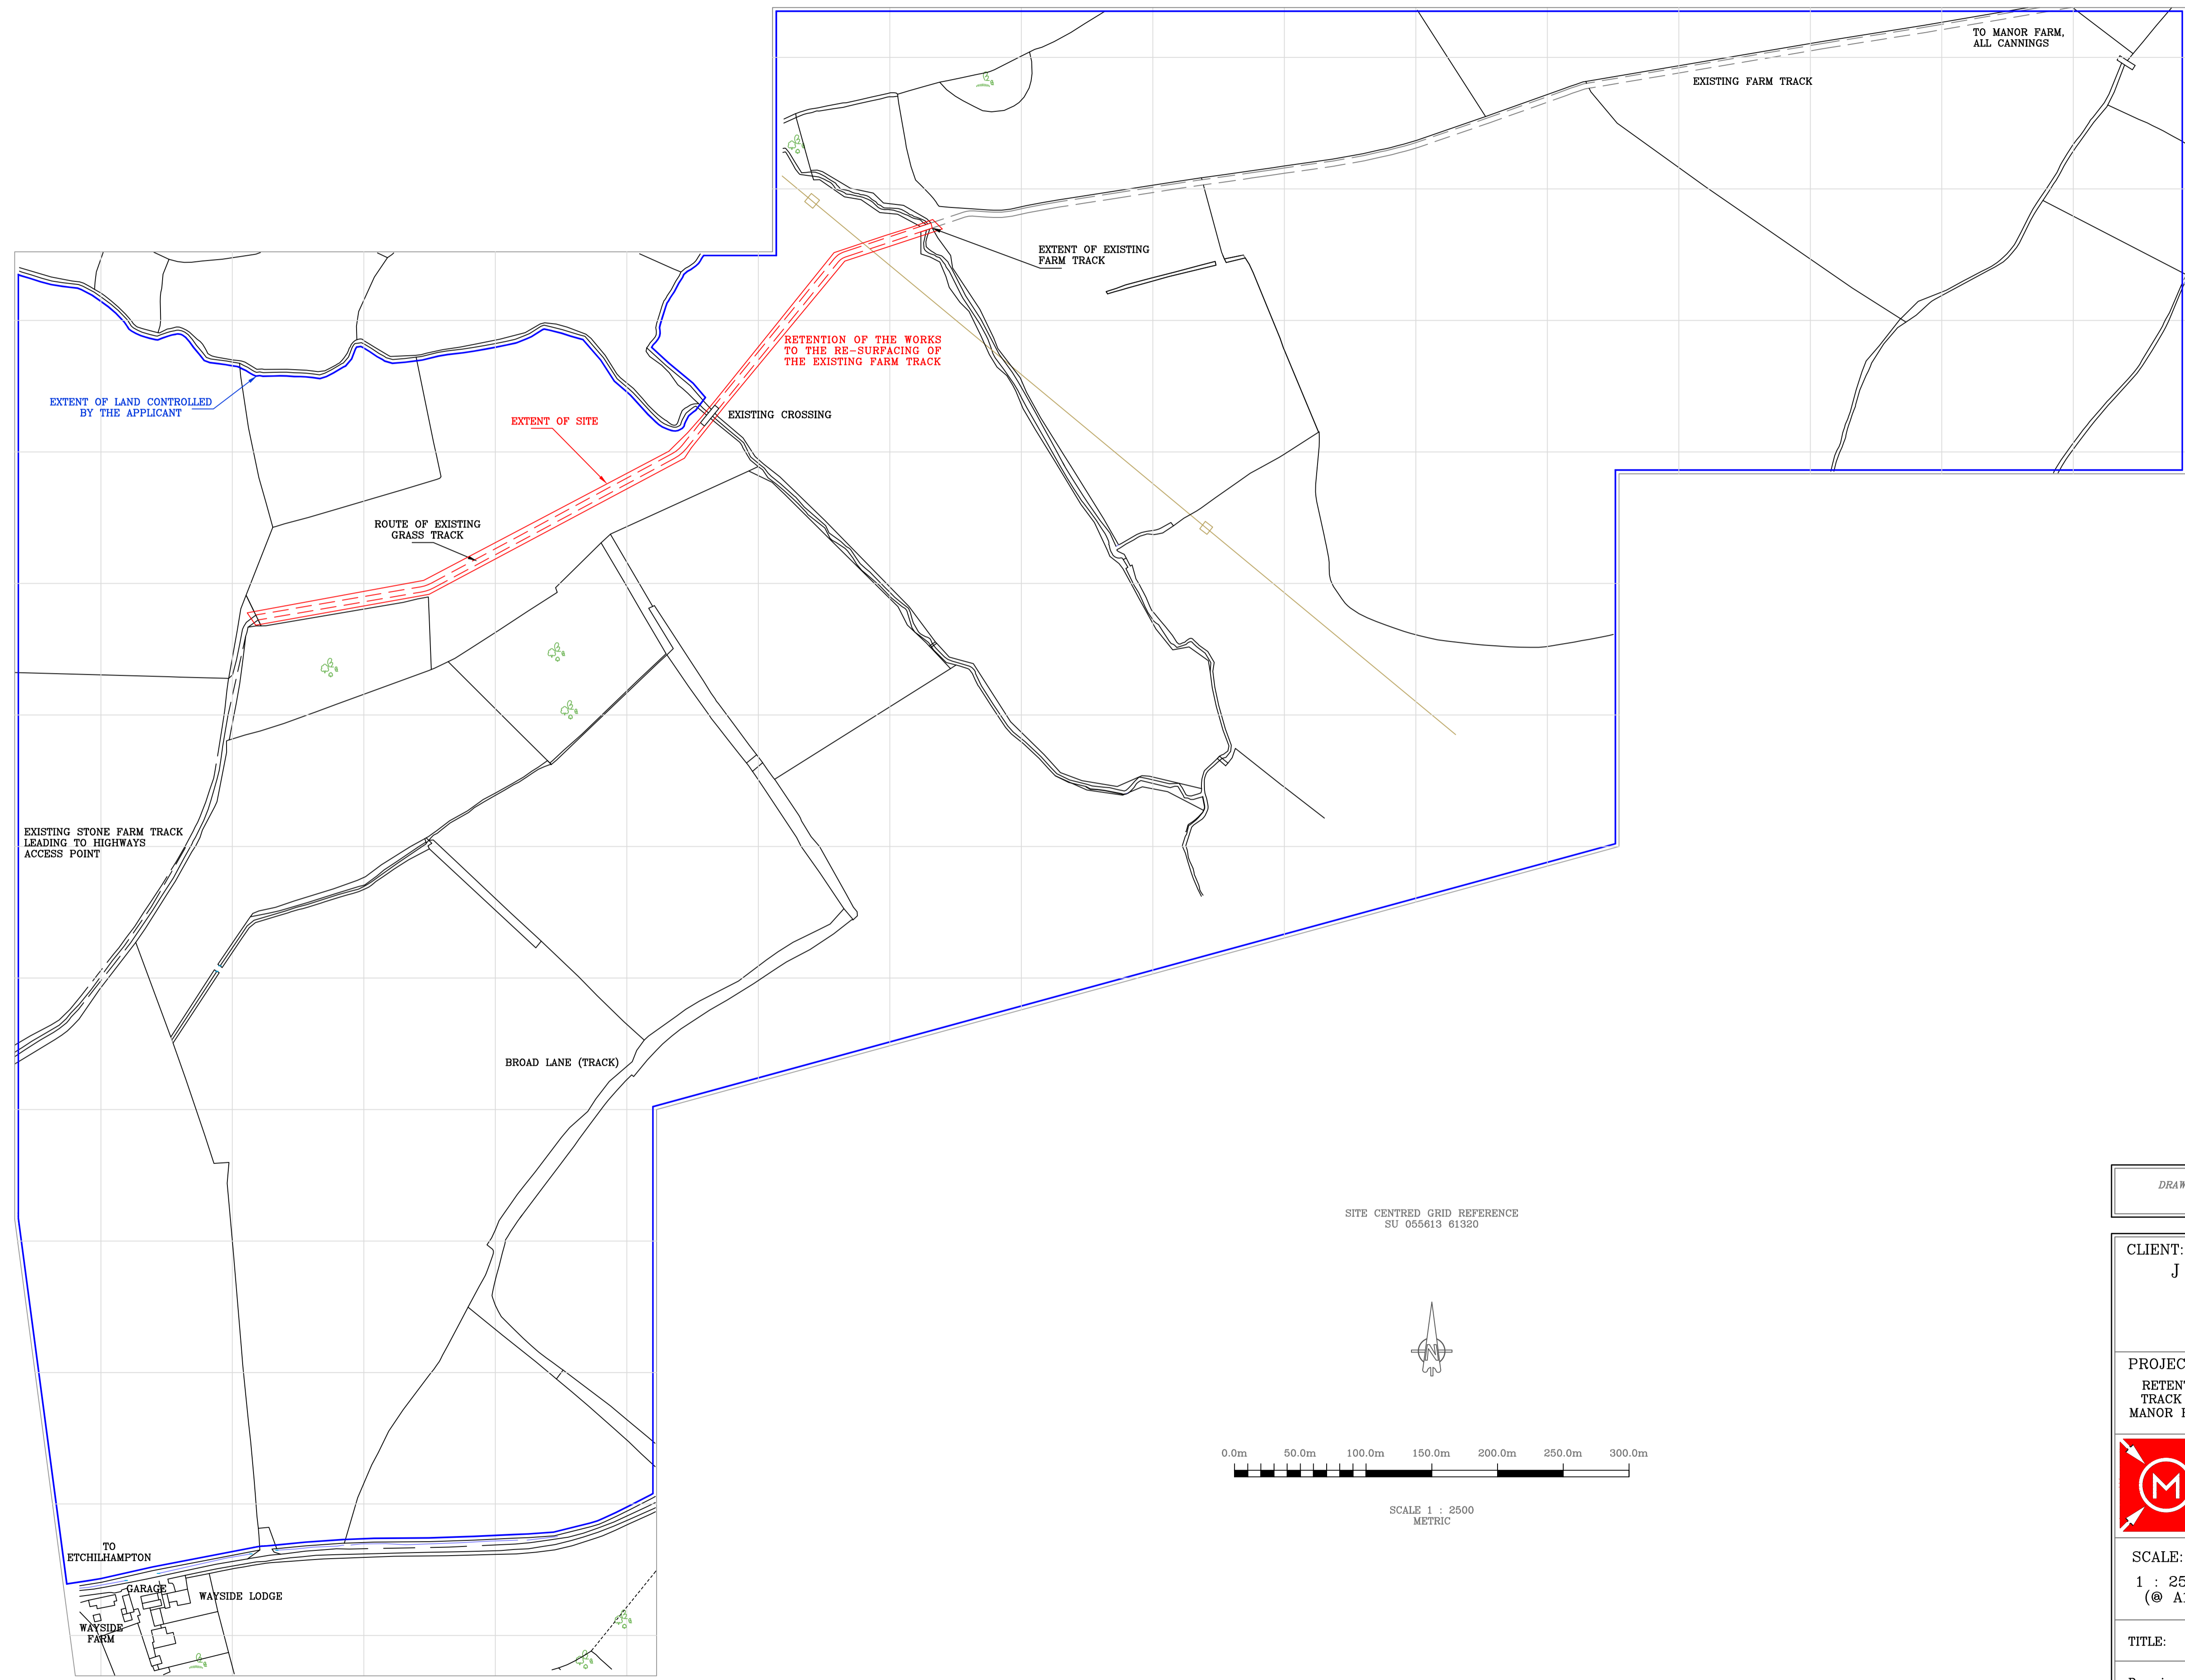 TO MANOR FARM,
ALL CANNINGS
EXISTING FARM TRACK
EXTENT OF EXISTING
FARM TRACK
RETENTION OF THE WORKS
TO THE RE-SURFACING OF
THE EXISTING FARM TRACK
EXTENT OF LAND CONTROLLED
BY THE APPLICANT
EXISTING CROSSING
EXTENT OF SITE
ROUTE OF EXISTING
GRASS TRACK
EXISTING STONE FARM TRACK
LEADING TO HIGHWAYS
ACCESS POINT
BROAD LANE (TRACK)
SITE CENTRED GRID REFERENCE
SU 055613 61320
N
0.0m 50.0m 100.0m 150.0m 200.0m 250.0m 300.0m
SCALE 1 : 2500
METRIC
TO
ETCHILHAMPTON
GARAGE
WAYSIDE LODGE
WAYSIDE
FARM
CLIENT:
J
TRACK
MANOR
M
SCALE:
1 :
(@
TITLE: